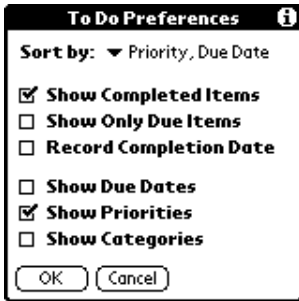 To Do Preferences
Sort by: Priority, Due Date
Show Completed Items
Show Only Due Items
Record Completion Date
Show Due Dates
Show Priorities
Show Categories
OK Cancel